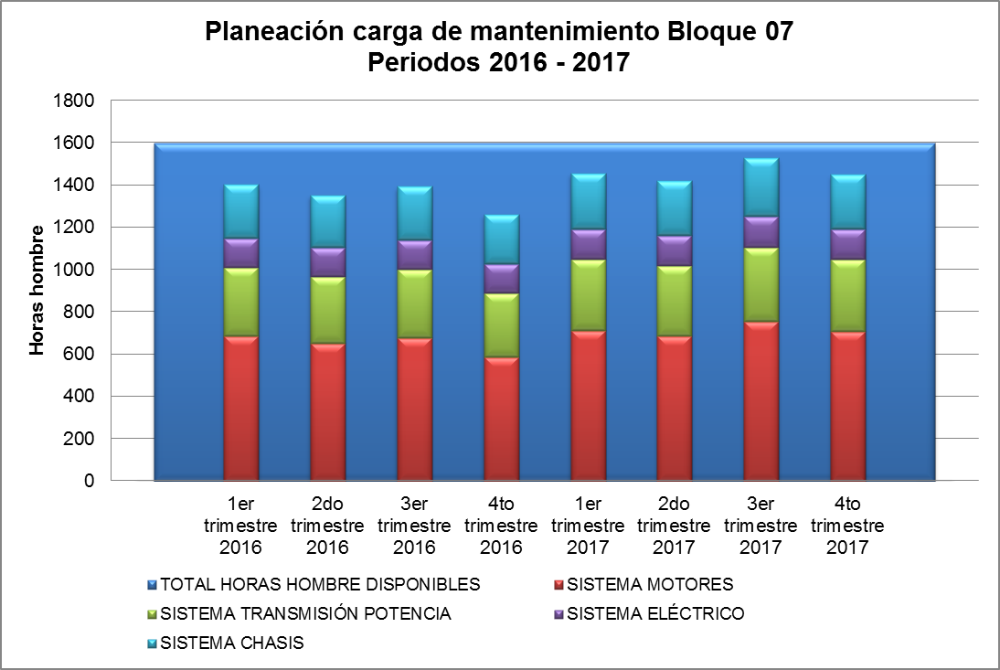 Planeación carga de mantenimiento Bloque 07
Periodos 2016 - 2017
1800
1600
1400
1200
1000
800
600
400
200
0
Horas hombre
1er 2do 3er 4to 1er 2do 3er 4to
trimestre trimestre trimestre trimestre trimestre trimestre trimestre trimestre
2016 2016 2016 2016 2017 2017 2017 2017
TOTAL HORAS HOMBRE DISPONIBLES SISTEMA MOTORES
SISTEMA TRANSMISIÓN POTENCIA SISTEMA ELÉCTRICO
SISTEMA CHASIS